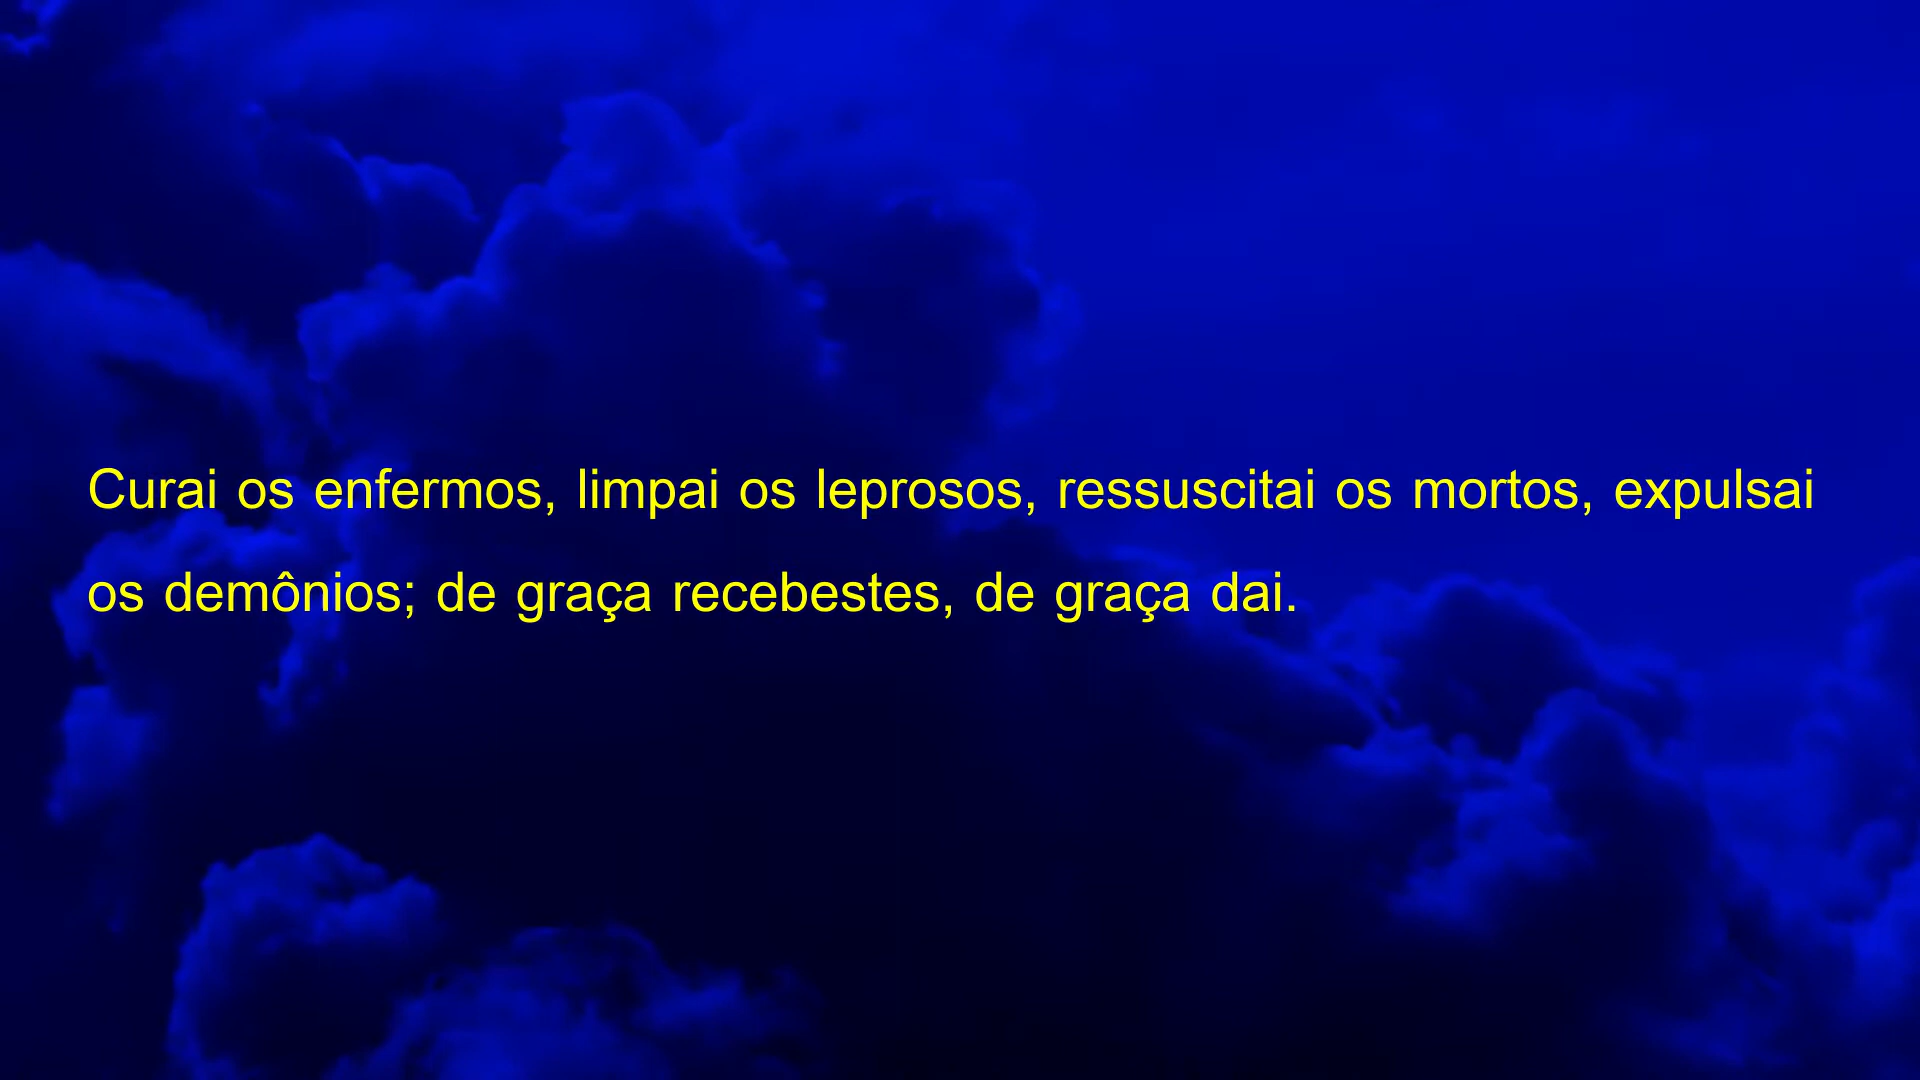 Curai os enfermos, limpai os leprosos, ressuscitai os mortos, expulsai
os demônios; de graça recebestes, de graça dai.